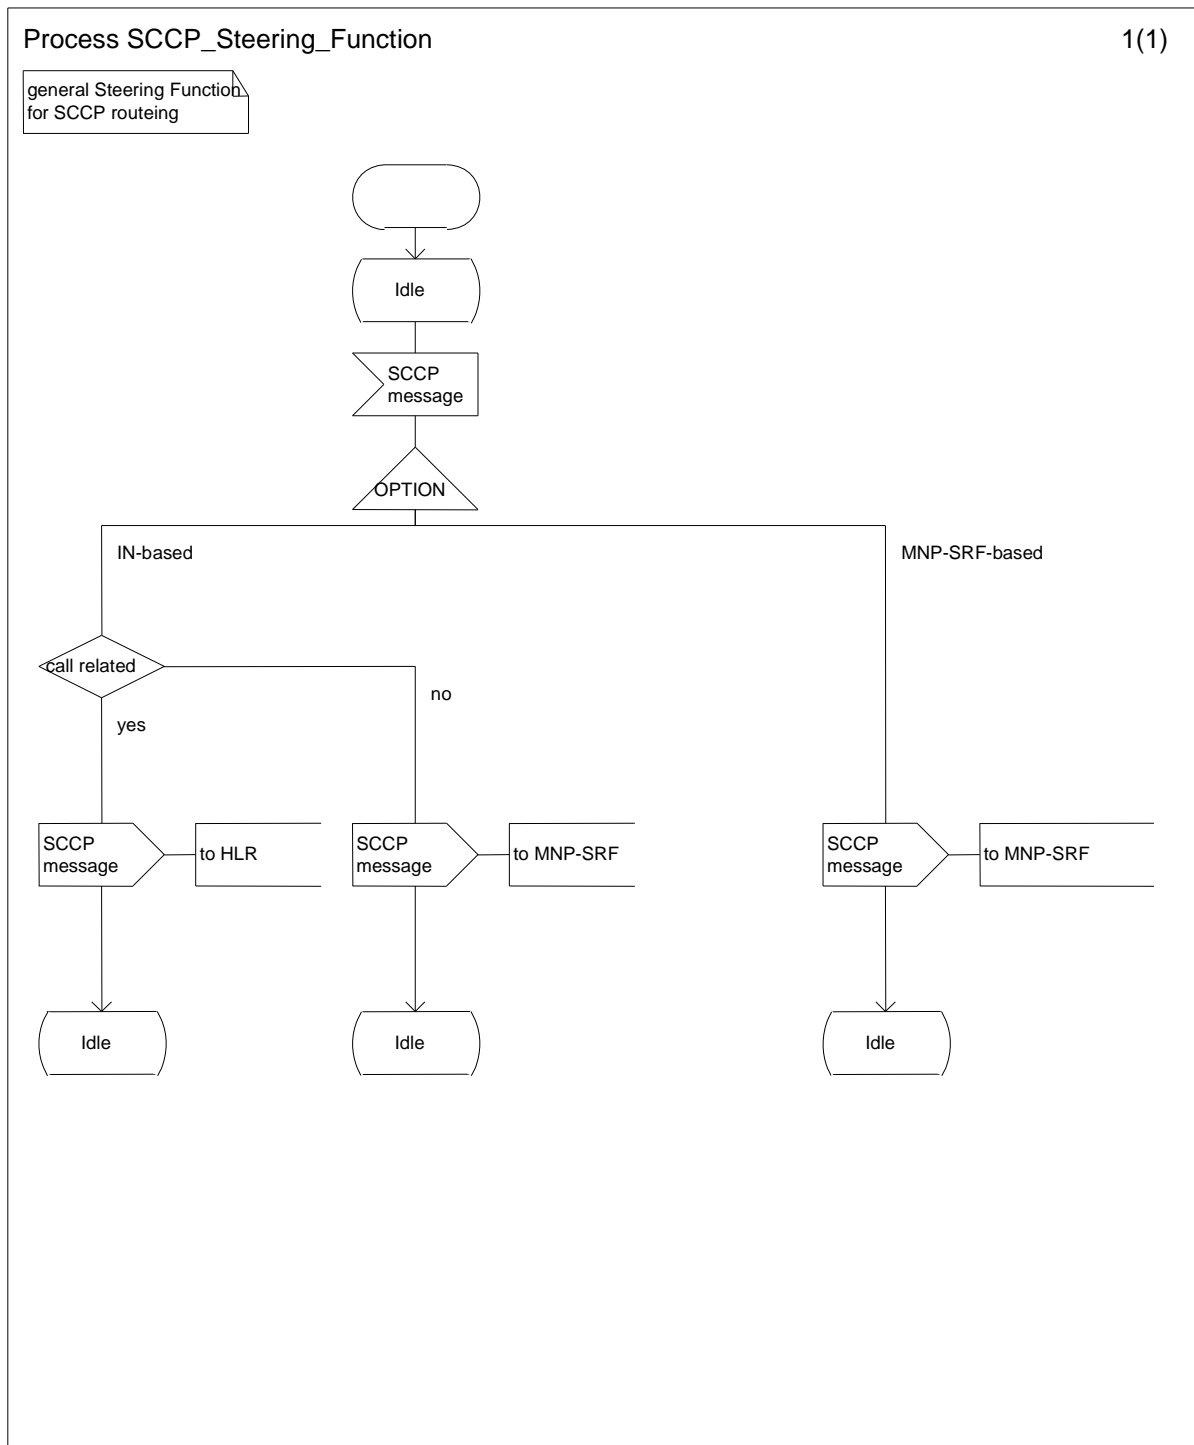 Process SCCP_Steering_Function
1(1)
general Steering Function
for SCCP routeing
Idle
SCCP
message
OPTION
IN-based
MNP-SRF-based
call related
no
yes
SCCP
message
to HLR
SCCP
message
to MNP-SRF
SCCP
message
to MNP-SRF
Idle
Idle
Idle